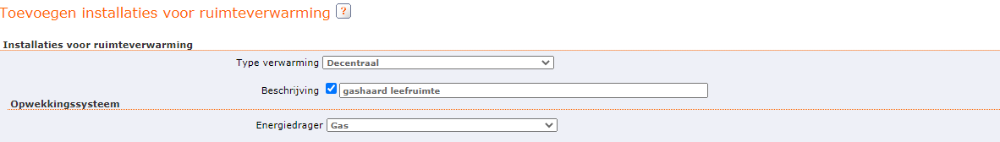 Toevoegen installaties voor ruimteverwarming ?
Installaties voor ruimteverwarming
Type verwarming Decentraal
Beschrijving gashaard leefruimte
Opwekkingssysteem
Energiedrager Gas